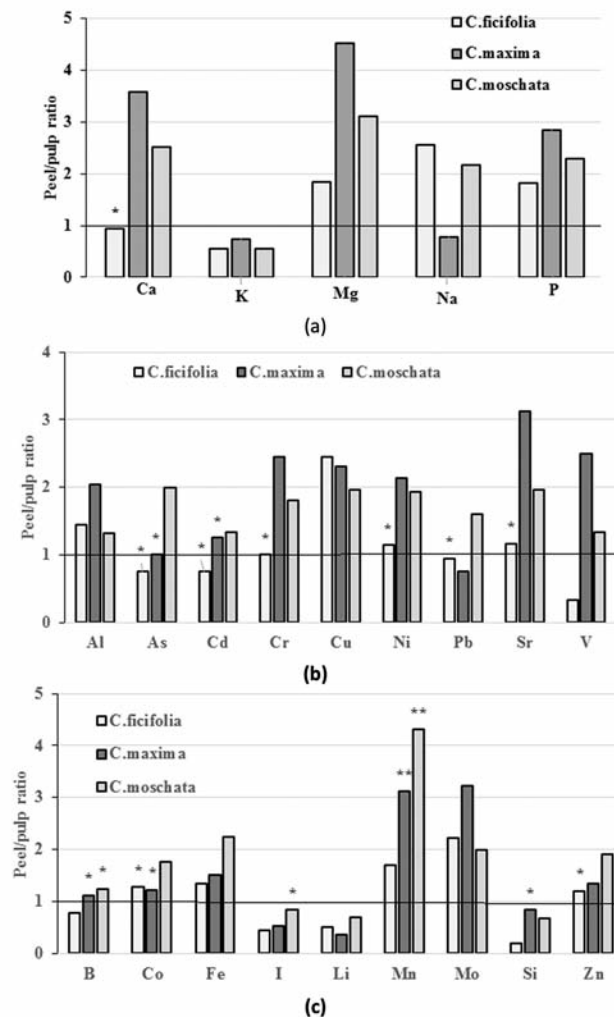 C.ficifolia
C.maxima
C.moschata
Peel/pulp ratio
5
4
3
2
1
0
*
Ca K Mg Na P
(a)
C.ficifolia C.maxima C.moschata
Peel/pulp ratio
4
3
2
1
0
* * * * * * * *
Al As Cd Cr Cu Ni Pb Sr V
(b)
C.ficifolia
C.maxima
C.moschata
Peel/pulp ratio
5
4
3
2
1
0
* * * * * ** ** * *
B Co Fe I Li Mn Mo Si Zn
(c)